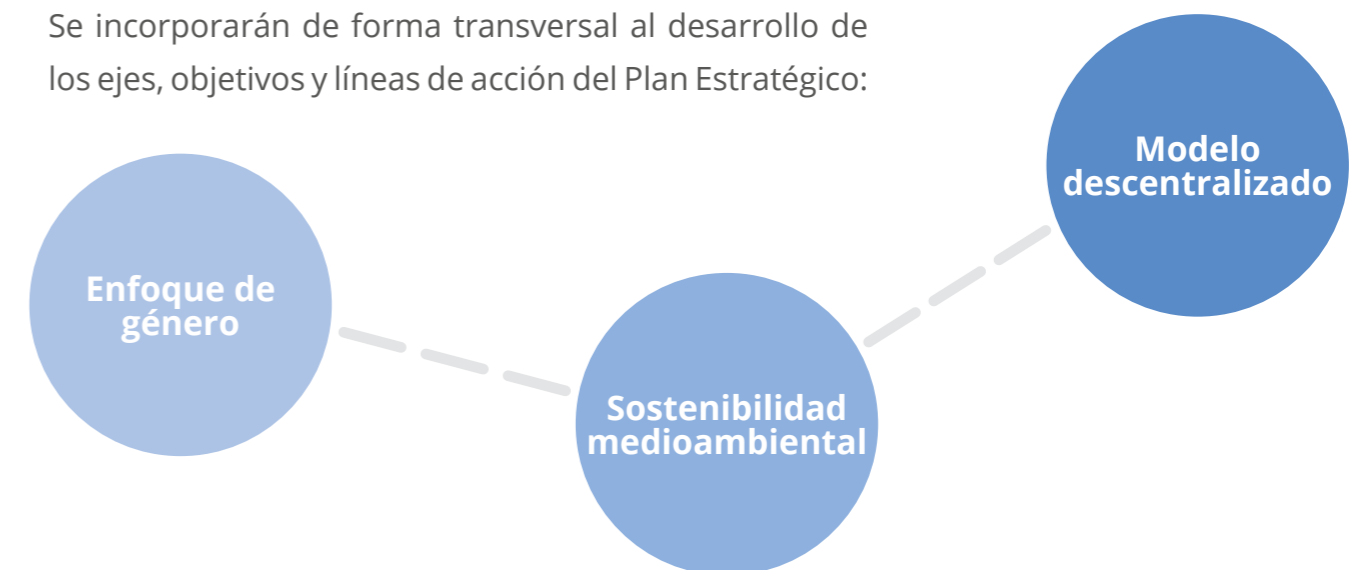 Se incorporarán de forma transversal al desarrollo de
los ejes, objetivos y líneas de acción del Plan Estratégico:
Enfoque de
género
Sostenibilidad
medioambiental
Modelo
descentralizado